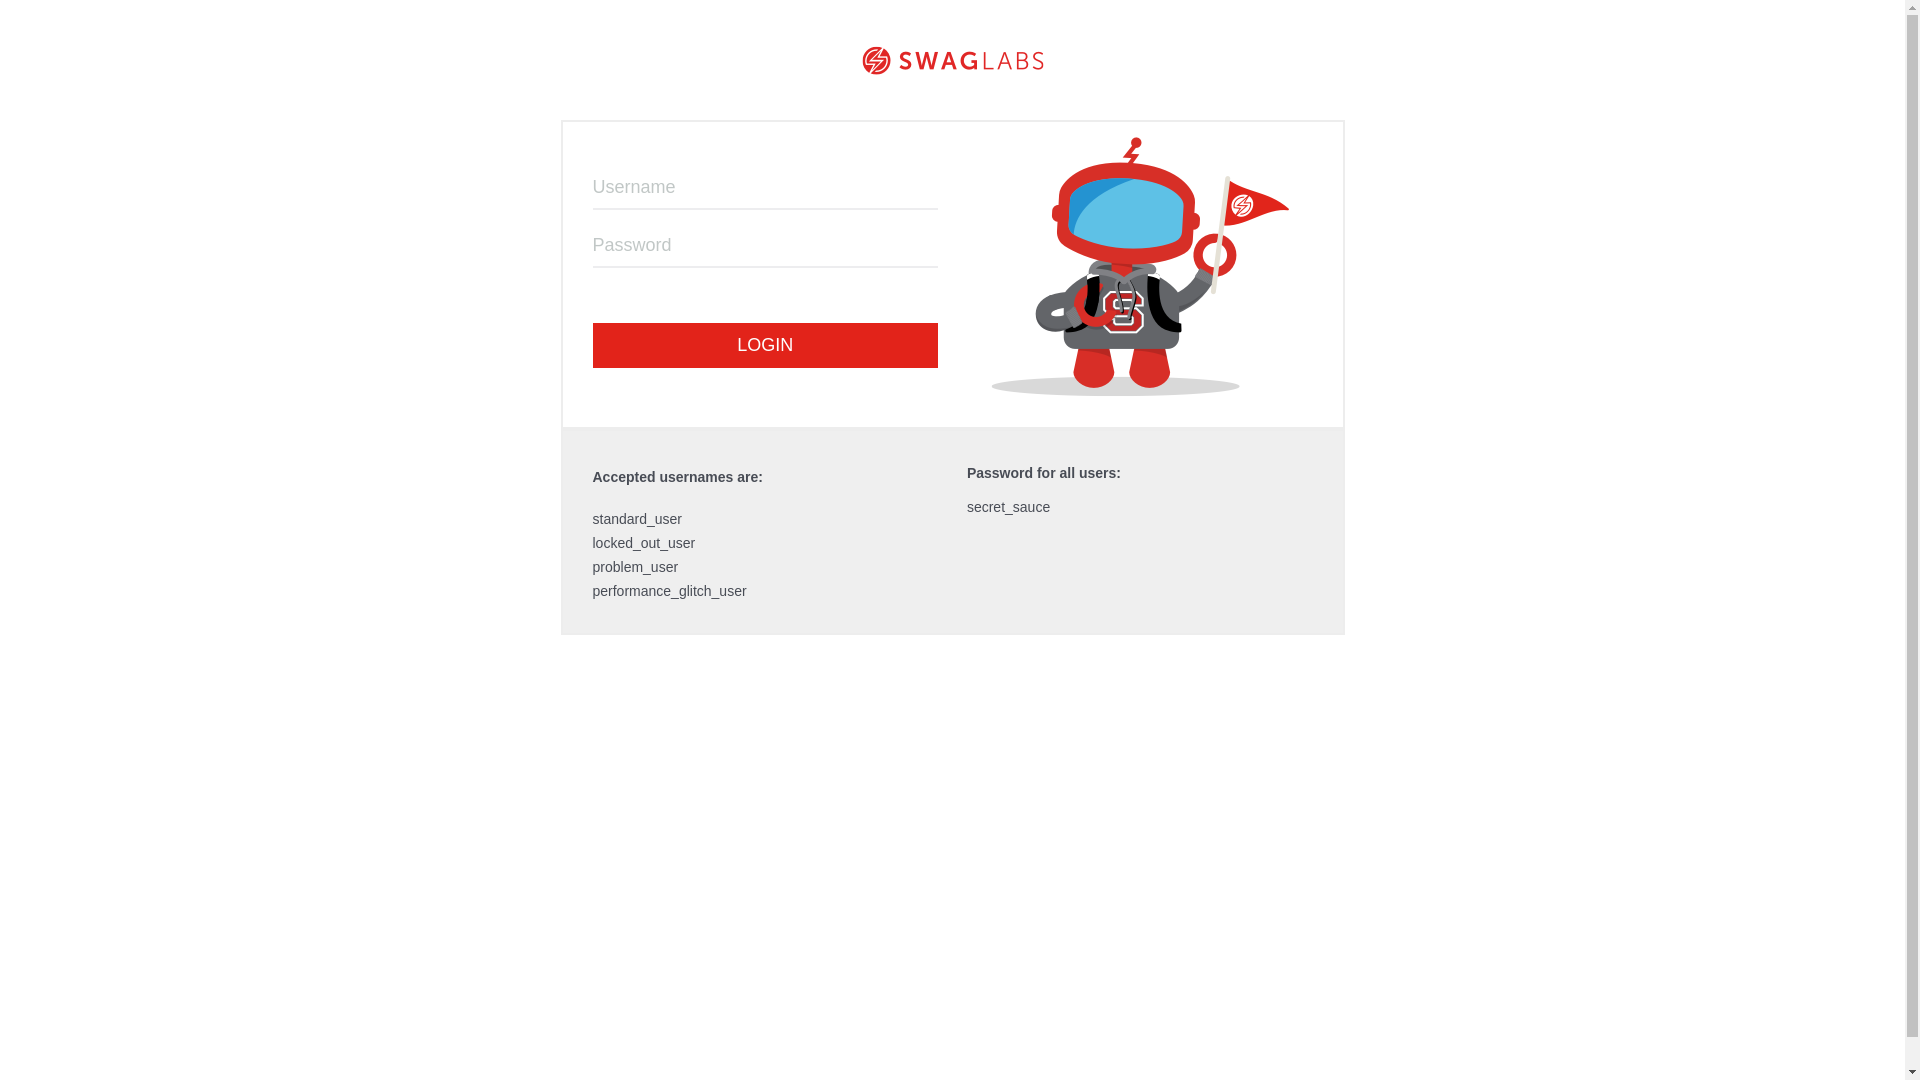 SWAGLABS
Username
Password
LOGIN
S
Accepted usernames are:
standard_user
locked_out_user
problem_user
performance_glitch_user
Password for all users:
secret_sauce